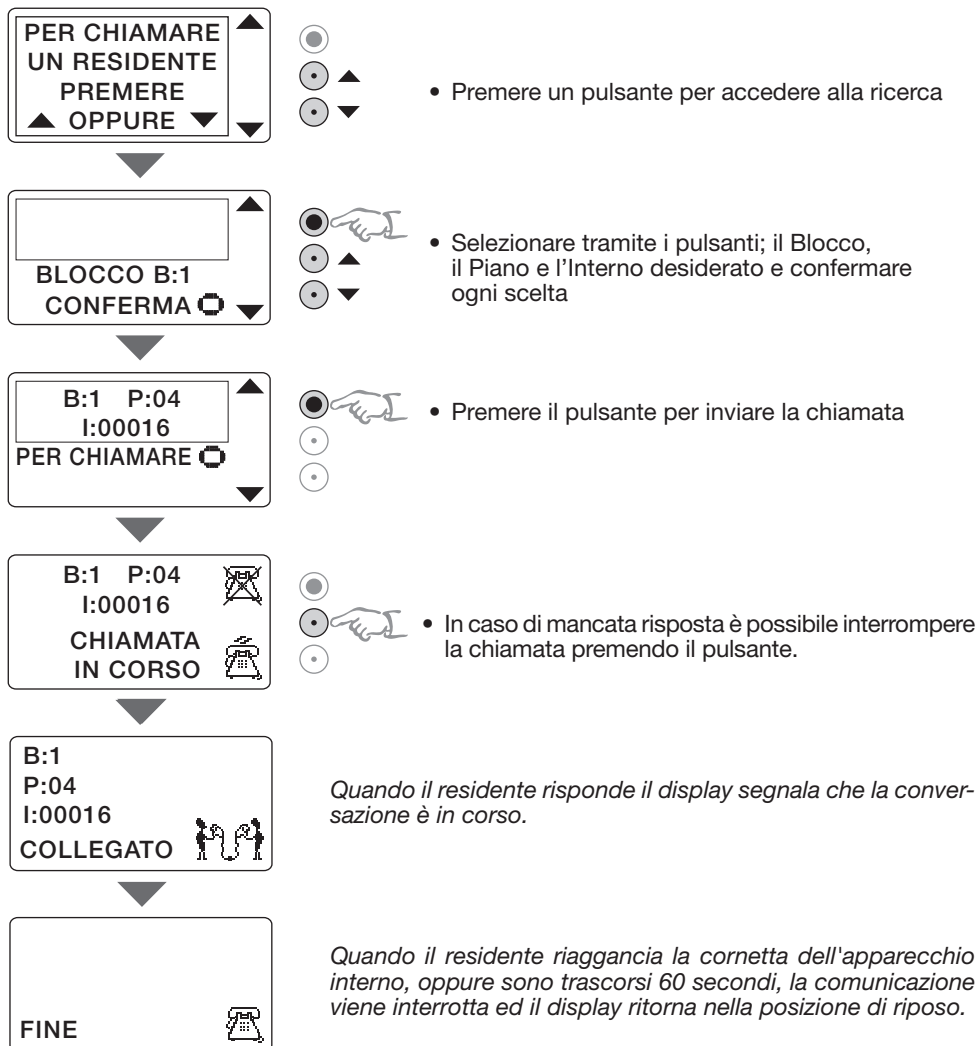 PER CHIAMARE
UN RESIDENTE
PREMERE
▲ OPPURE ▼
• Premere un pulsante per accedere alla ricerca
BLOCCO B:1
CONFERMA
• Selezionare tramite i pulsanti; il Blocco,
il Piano e l'Interno desiderato e confermare
ogni scelta
B:1 P:04
I:00016
PER CHIAMARE
• Premere il pulsante per inviare la chiamata
B:1 P:04
I:00016
CHIAMATA
IN CORSO
• In caso di mancata risposta è possibile interrompere
la chiamata premendo il pulsante.
B:1
P:04
I:00016
COLLEGATO
Quando il residente risponde il display segnala che la conver-
sazione è in corso.
FINE
Quando il residente riaggancia la cornetta dell'apparecchio
interno, oppure sono trascorsi 60 secondi, la comunicazione
viene interrotta ed il display ritorna nella posizione di riposo.